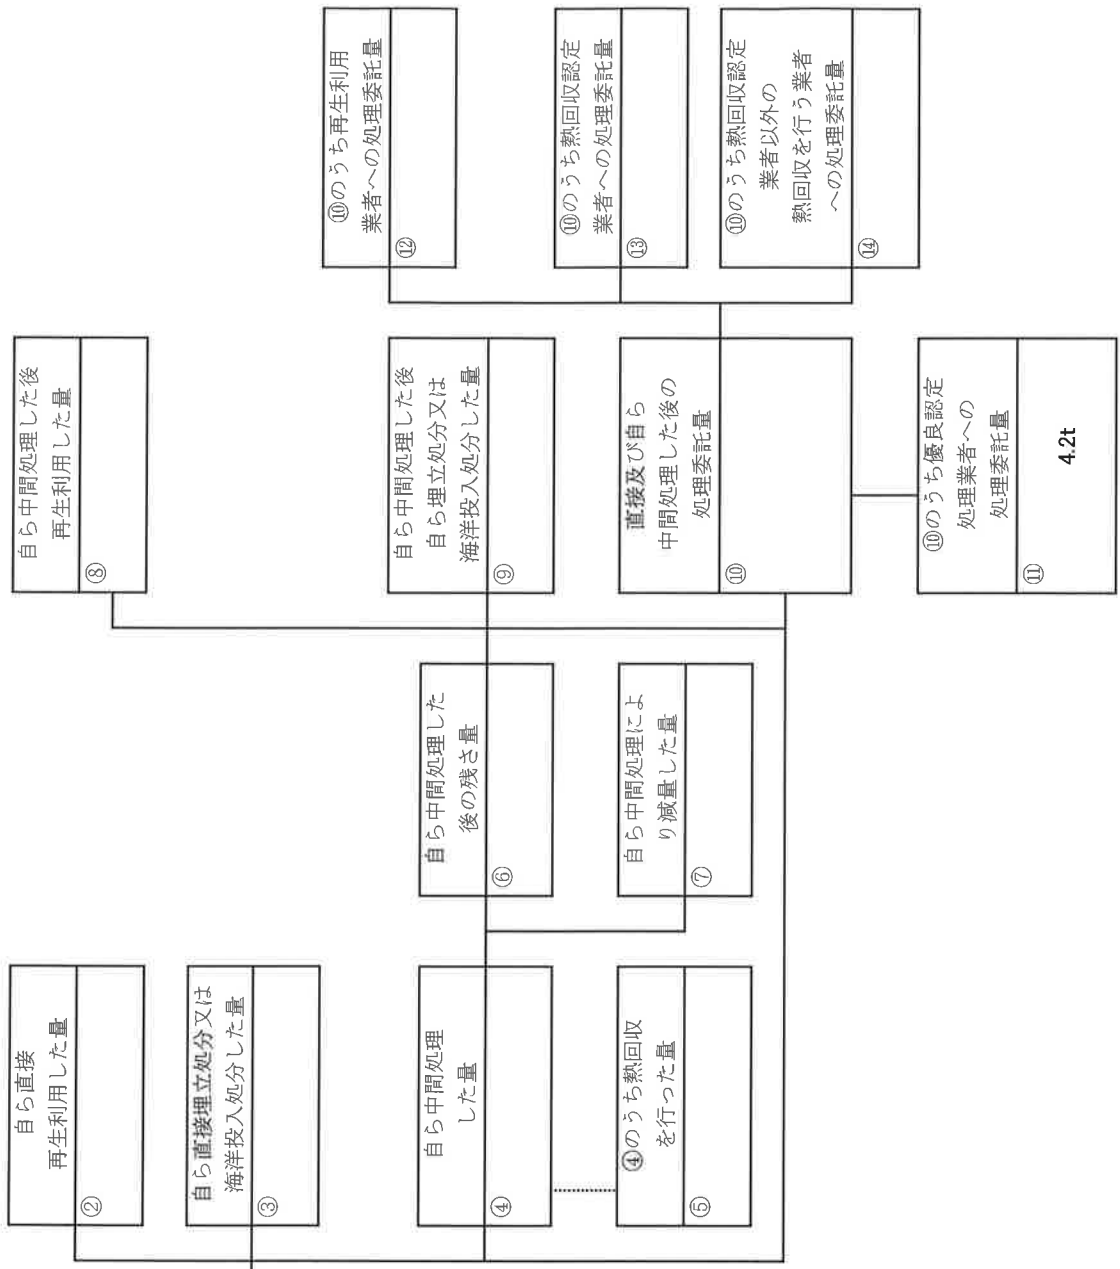 自ら直接
再生利用した量
②
自ら直接埋立処分又は
海洋投入処分した量
③
自ら中間処理
した量
④
④のうち熱回収
を行った量
⑤
自ら中間処理した
後の残さ量
⑥
自ら中間処理によ
り減量した量
⑦
自ら中間処理した後
再生利用した量
⑧
自ら中間処理した後
自ら埋立処分又は
海洋投入処分した量
⑨
直接及び自ら
中間処理した後の
処理委託量
⑩
⑩のうち優良認定
処理業者への
処理委託量
⑪
4.2t
⑩のうち再生利用
業者への処理委託量
⑫
⑩のうち熱回収認定
業者への処理委託量
⑬
⑩のうち熱回収認定
業者以外の
熱回収を行う業者
への処理委託量
⑭